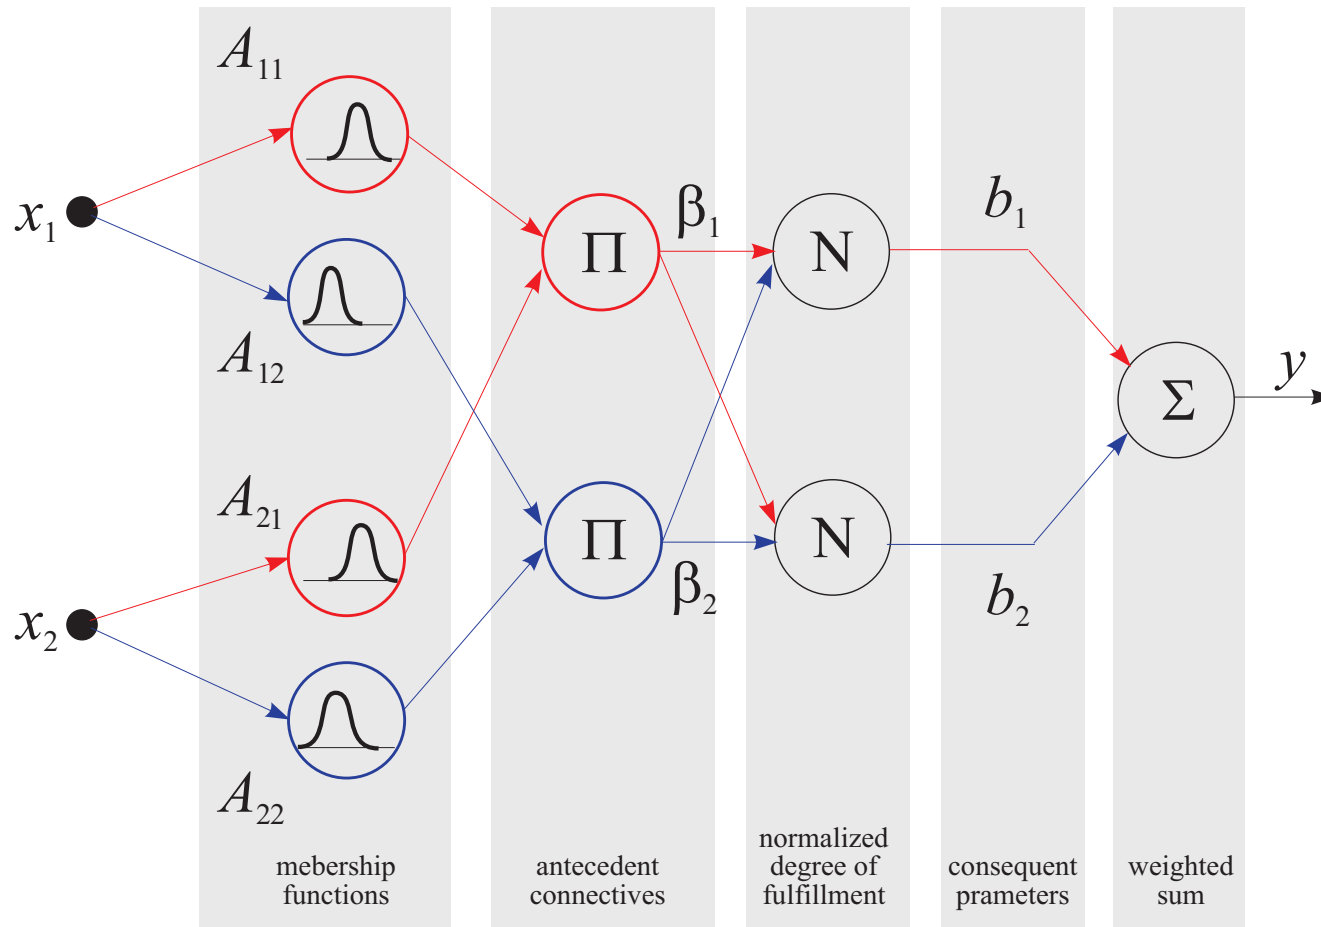 A₁₁
x₁
A₁₂
A₂₁
x₂
A₂₂
Π
Π
β₁
β₂
N
N
b₁
b₂
Σ
y
mebership
functions
antecedent
connectives
normalized
degree of
fulfillment
consequent
prameters
weighted
sum